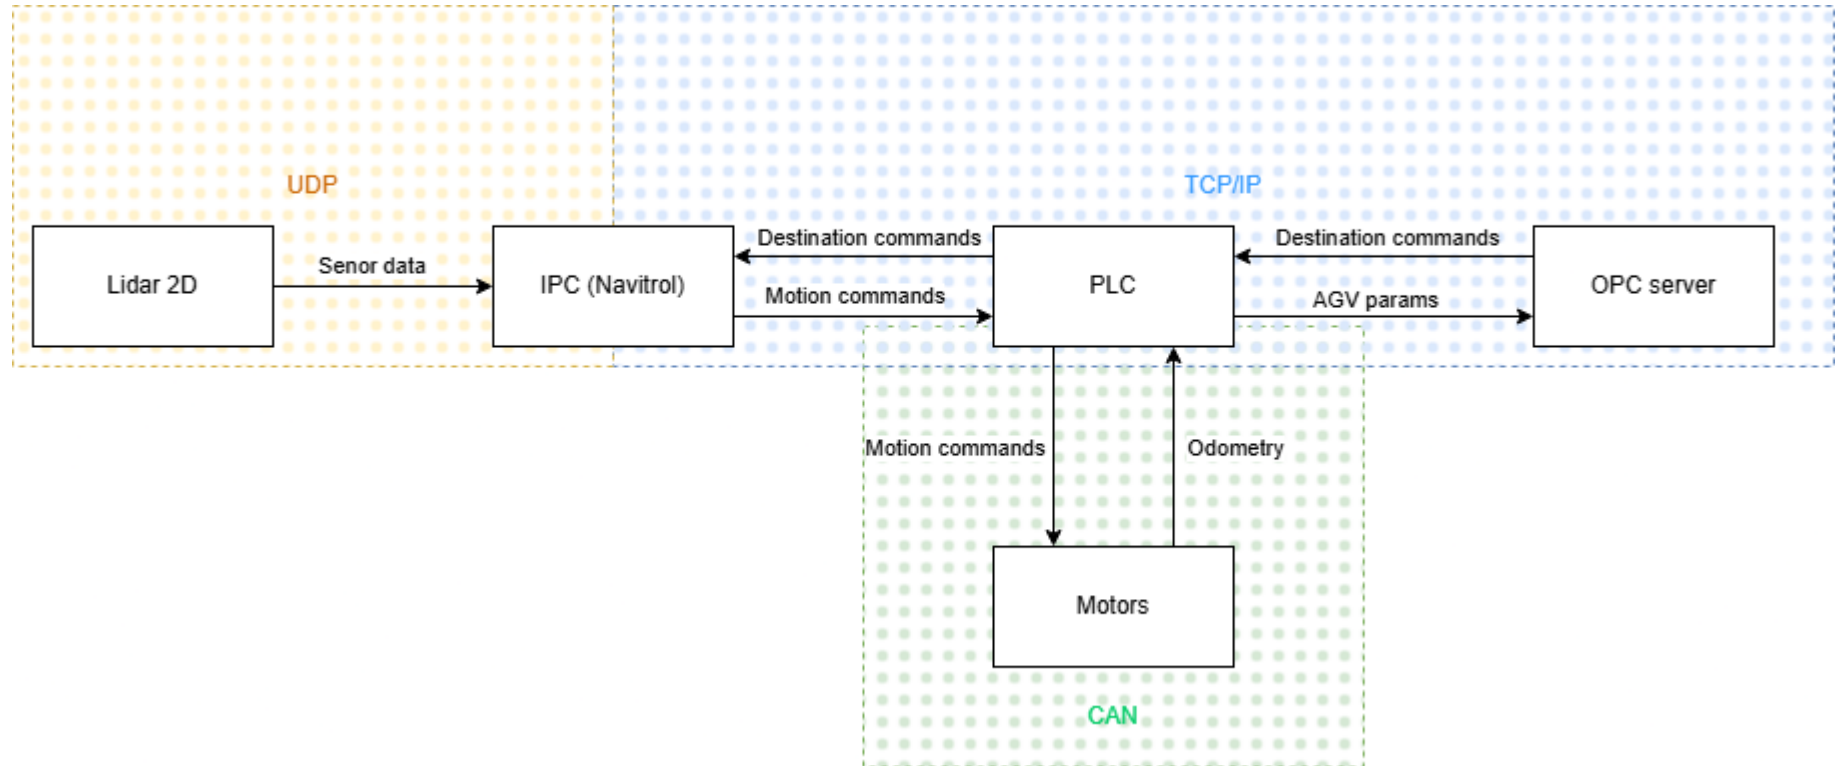 UDP
TCP/IP
Lidar 2D
Senor data
IPC (Navitrol)
Destination commands
Motion commands
PLC
Destination commands
AGV params
OPC server
Motion commands
Odometry
Motors
CAN